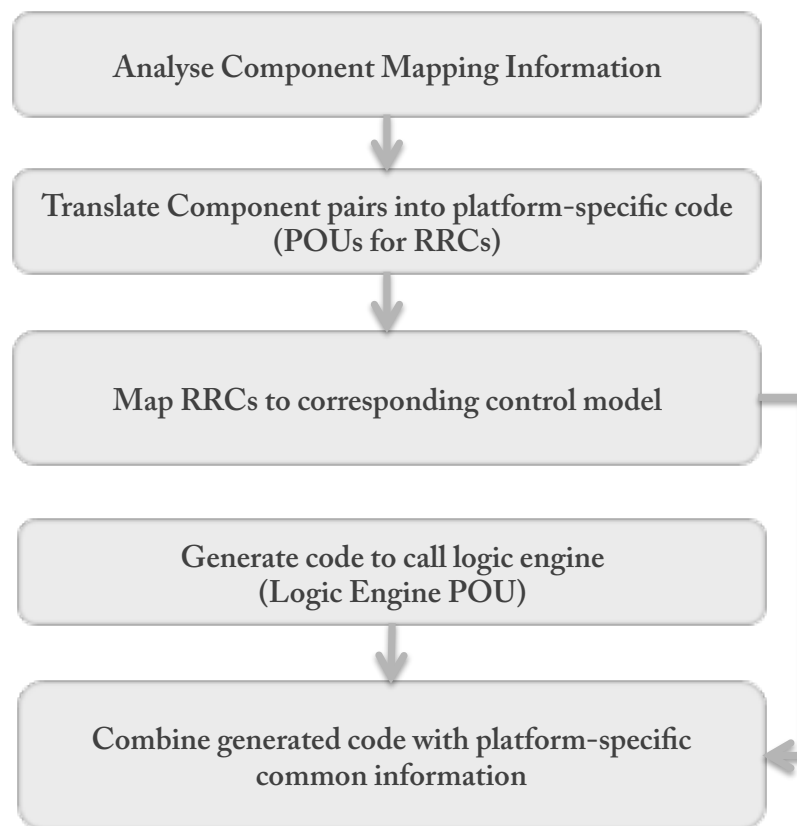 Analyse Component Mapping Information
Translate Component pairs into platform-specific code
(POUs for RRCs)
Map RRCs to corresponding control model
Generate code to call logic engine
(Logic Engine POU)
Combine generated code with platform-specific
common information